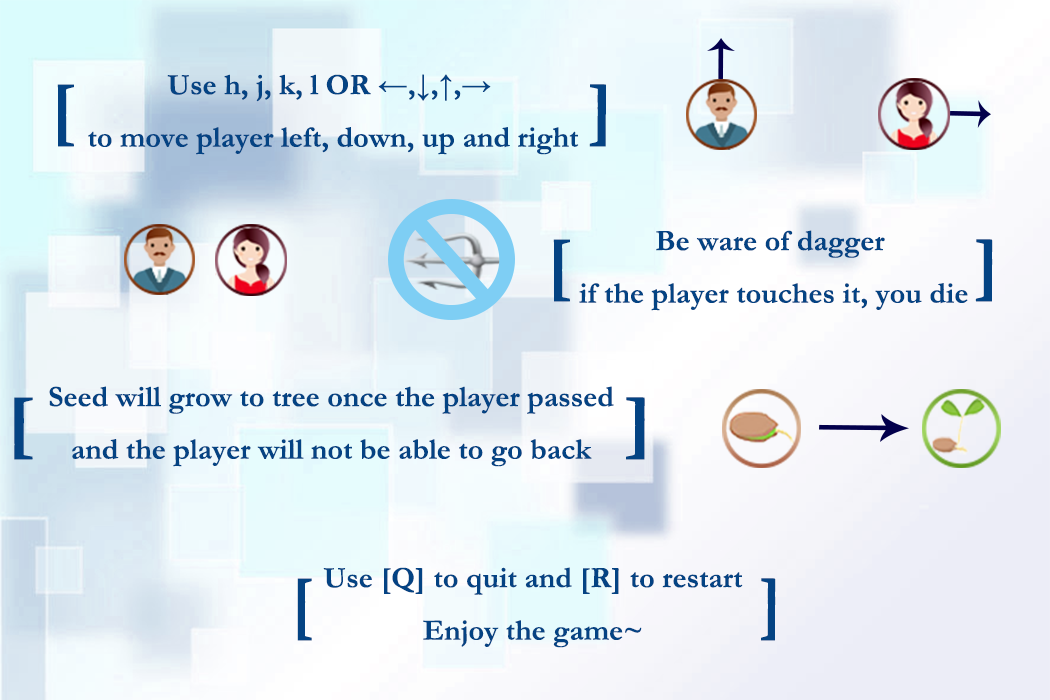 Use h, j, k, l OR ←,↓,↑,→
to move player left, down, up and right
Be ware of dagger
if the player touches it, you die
Seed will grow to tree once the player passed
and the player will not be able to go back
Use [Q] to quit and [R] to restart
Enjoy the game~